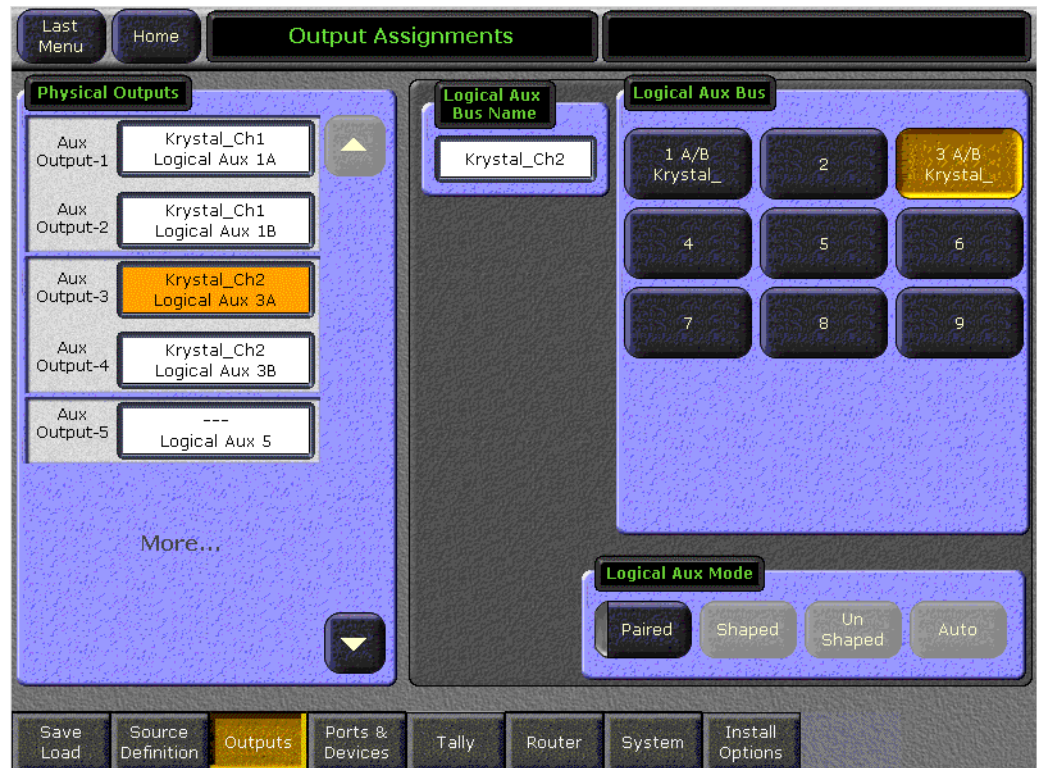 Last
Menu
Home
Output Assignments
Physical Outputs
Aux
Output-1
Krystal_Ch1
Logical Aux 1A
Aux
Output-2
Krystal_Ch1
Logical Aux 1B
Aux
Output-3
Krystal_Ch2
Logical Aux 3A
Aux
Output-4
Krystal_Ch2
Logical Aux 3B
Aux
Output-5
---
Logical Aux 5
More...
Logical Aux
Bus Name
Krystal_Ch2
Logical Aux Bus
1 A/B
Krystal_
2
3 A/B
Krystal_
4
5
6
7
8
9
Logical Aux Mode
Paired
Shaped
Un
Shaped
Auto
Save
Load
Source
Definition
Outputs
Ports &
Devices
Tally
Router
System
Install
Options